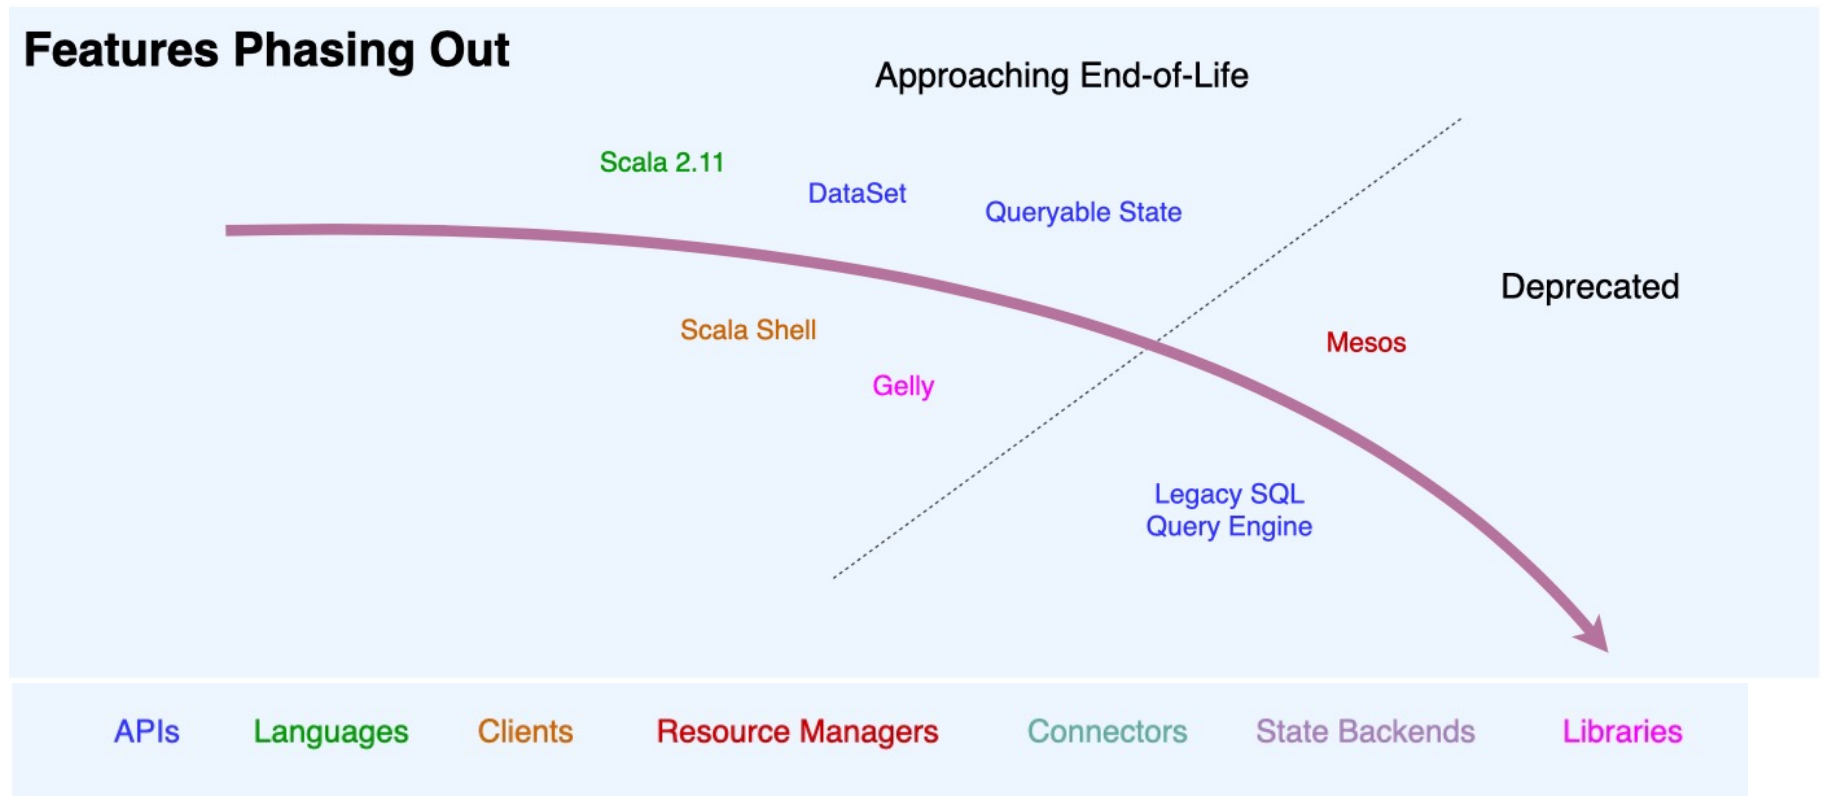 Features Phasing Out
Approaching End-of-Life
Scala 2.11
DataSet
Queryable State
Deprecated
Scala Shell
Mesos
Gelly
Legacy SQL
Query Engine
APIs Languages Clients Resource Managers Connectors State Backends Libraries